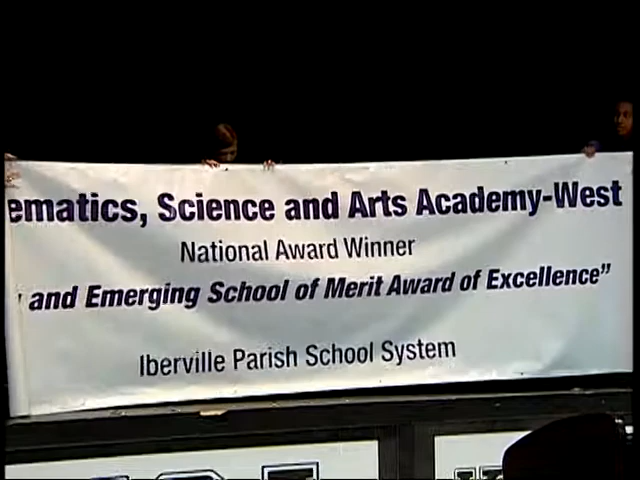 ematics, Science and Arts Academy-West
National Award Winner
and Emerging School of Merit Award of Excellence”
Iberville Parish School System